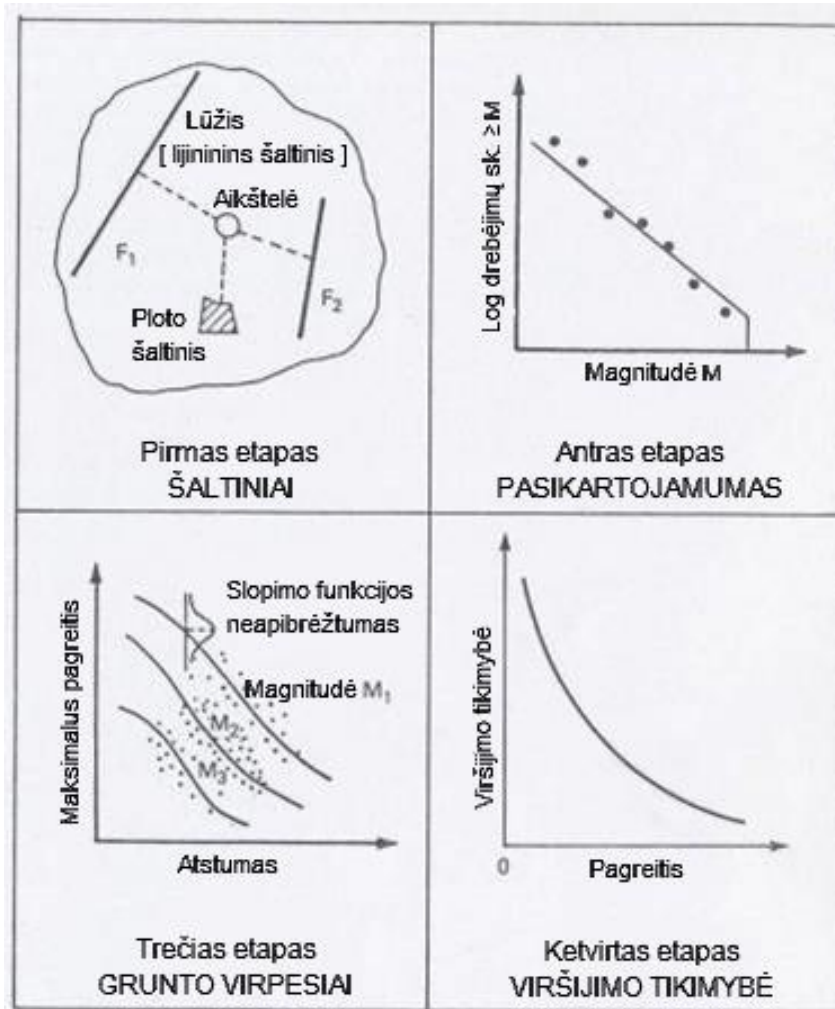 Lūžis
[ lijininins šaltinis ]
Aikštelė
F₁
F₂
Ploto
šaltinis
Pirmas etapas
ŠALTINIAI
Log drebėjimų sk. ≥ M
Magnitudė M
Antras etapas
PASIKARTOJAMUMAS
Maksimalus pagreitis
Slopimo funkcijos
neapibrėžtumas
Magnitudė M₁
M₂
M₃
Atstumas
Trečias etapas
GRUNTO VIRPESIAI
Viršijimo tikimybė
0
Pagreitis
Ketvirtas etapas
VIRŠIJIMO TIKIMYBĖ